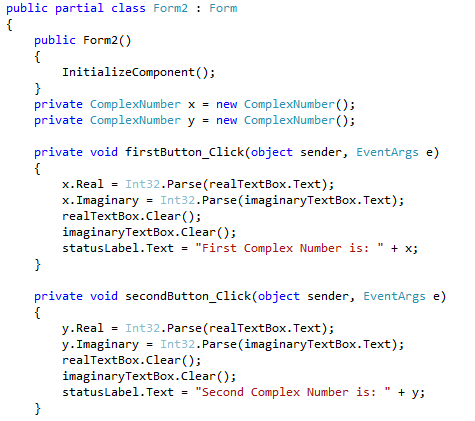 public partial class Form2 : Form
{
    public Form2()
    {
        InitializeComponent();
    }
    private ComplexNumber x = new ComplexNumber();
    private ComplexNumber y = new ComplexNumber();

    private void firstButton_Click(object sender, EventArgs e)
    {
        x.Real = Int32.Parse(realTextBox.Text);
        x.Imaginary = Int32.Parse(imaginaryTextBox.Text);
        realTextBox.Clear();
        imaginaryTextBox.Clear();
        statusLabel.Text = "First Complex Number is: " + x;
    }

    private void secondButton_Click(object sender, EventArgs e)
    {
        y.Real = Int32.Parse(realTextBox.Text);
        y.Imaginary = Int32.Parse(imaginaryTextBox.Text);
        realTextBox.Clear();
        imaginaryTextBox.Clear();
        statusLabel.Text = "Second Complex Number is: " + y;
    }